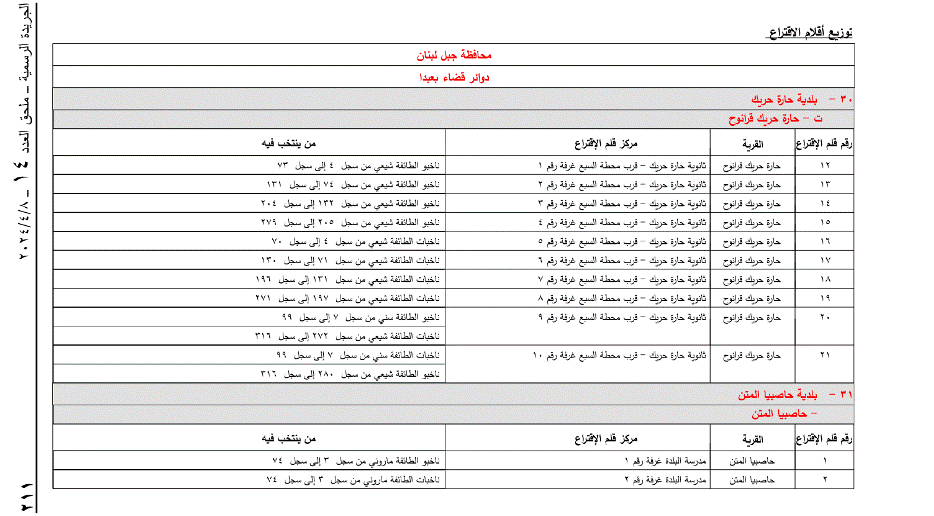 الجريدة الرسمية - ملحق العدد ١٤ - ٢٠٢٤/٤/٨
توزيع أقلام الاقتراع
محافظة جبل لبنان
دوائر قضاء بعبدا
٣٠ - بلدية حارة حريك
ت - حارة حريك قرانوح
رقم قلم الإقتراع القرية مركز قلم الإقتراع من ينتخب فيه
١٢ حارة حريك قرانوح ثانوية حارة حريك - قرب محطة السبع غرفة رقم ١ ناخبو الطائفة شيعي من سجل ٤ إلى سجل ٧٣
١٣ حارة حريك قرانوح ثانوية حارة حريك - قرب محطة السبع غرفة رقم ٢ ناخبو الطائفة شيعي من سجل ٧٤ إلى سجل ١٣١
١٤ حارة حريك قرانوح ثانوية حارة حريك - قرب محطة السبع غرفة رقم ٣ ناخبو الطائفة شيعي من سجل ١٣٢ إلى سجل ٢٠٤
١٥ حارة حريك قرانوح ثانوية حارة حريك - قرب محطة السبع غرفة رقم ٤ ناخبو الطائفة شيعي من سجل ٢٠٥ إلى سجل ٢٧٩
١٦ حارة حريك قرانوح ثانوية حارة حريك - قرب محطة السبع غرفة رقم ٥ ناخبات الطائفة شيعي من سجل ٤ إلى سجل ٧٠
١٧ حارة حريك قرانوح ثانوية حارة حريك - قرب محطة السبع غرفة رقم ٦ ناخبات الطائفة شيعي من سجل ٧١ إلى سجل ١٣٠
١٨ حارة حريك قرانوح ثانوية حارة حريك - قرب محطة السبع غرفة رقم ٧ ناخبات الطائفة شيعي من سجل ١٣١ إلى سجل ١٩٦
١٩ حارة حريك قرانوح ثانوية حارة حريك - قرب محطة السبع غرفة رقم ٨ ناخبات الطائفة شيعي من سجل ١٩٧ إلى سجل ٢٧١
٢٠ حارة حريك قرانوح ثانوية حارة حريك - قرب محطة السبع غرفة رقم ٩ ناخبو الطائفة سني من سجل ٧ إلى سجل ٩٩
ناخبات الطائفة شيعي من سجل ٢٧٢ إلى سجل ٣١٦
٢١ حارة حريك قرانوح ثانوية حارة حريك - قرب محطة السبع غرفة رقم ١٠ ناخبات الطائفة سني من سجل ٧ إلى سجل ٩٩
ناخبو الطائفة شيعي من سجل ٢٨٠ إلى سجل ٣١٦
٣١ - بلدية حاصبيا المتن
- حاصبيا المتن
رقم قلم الإقتراع القرية مركز قلم الإقتراع من ينتخب فيه
١ حاصبيا المتن مدرسة البلدة غرفة رقم ١ ناخبو الطائفة ماروني من سجل ٣ إلى سجل ٧٤
٢ حاصبيا المتن مدرسة البلدة غرفة رقم ٢ ناخبات الطائفة ماروني من سجل ٣ إلى سجل ٧٤
٢١١